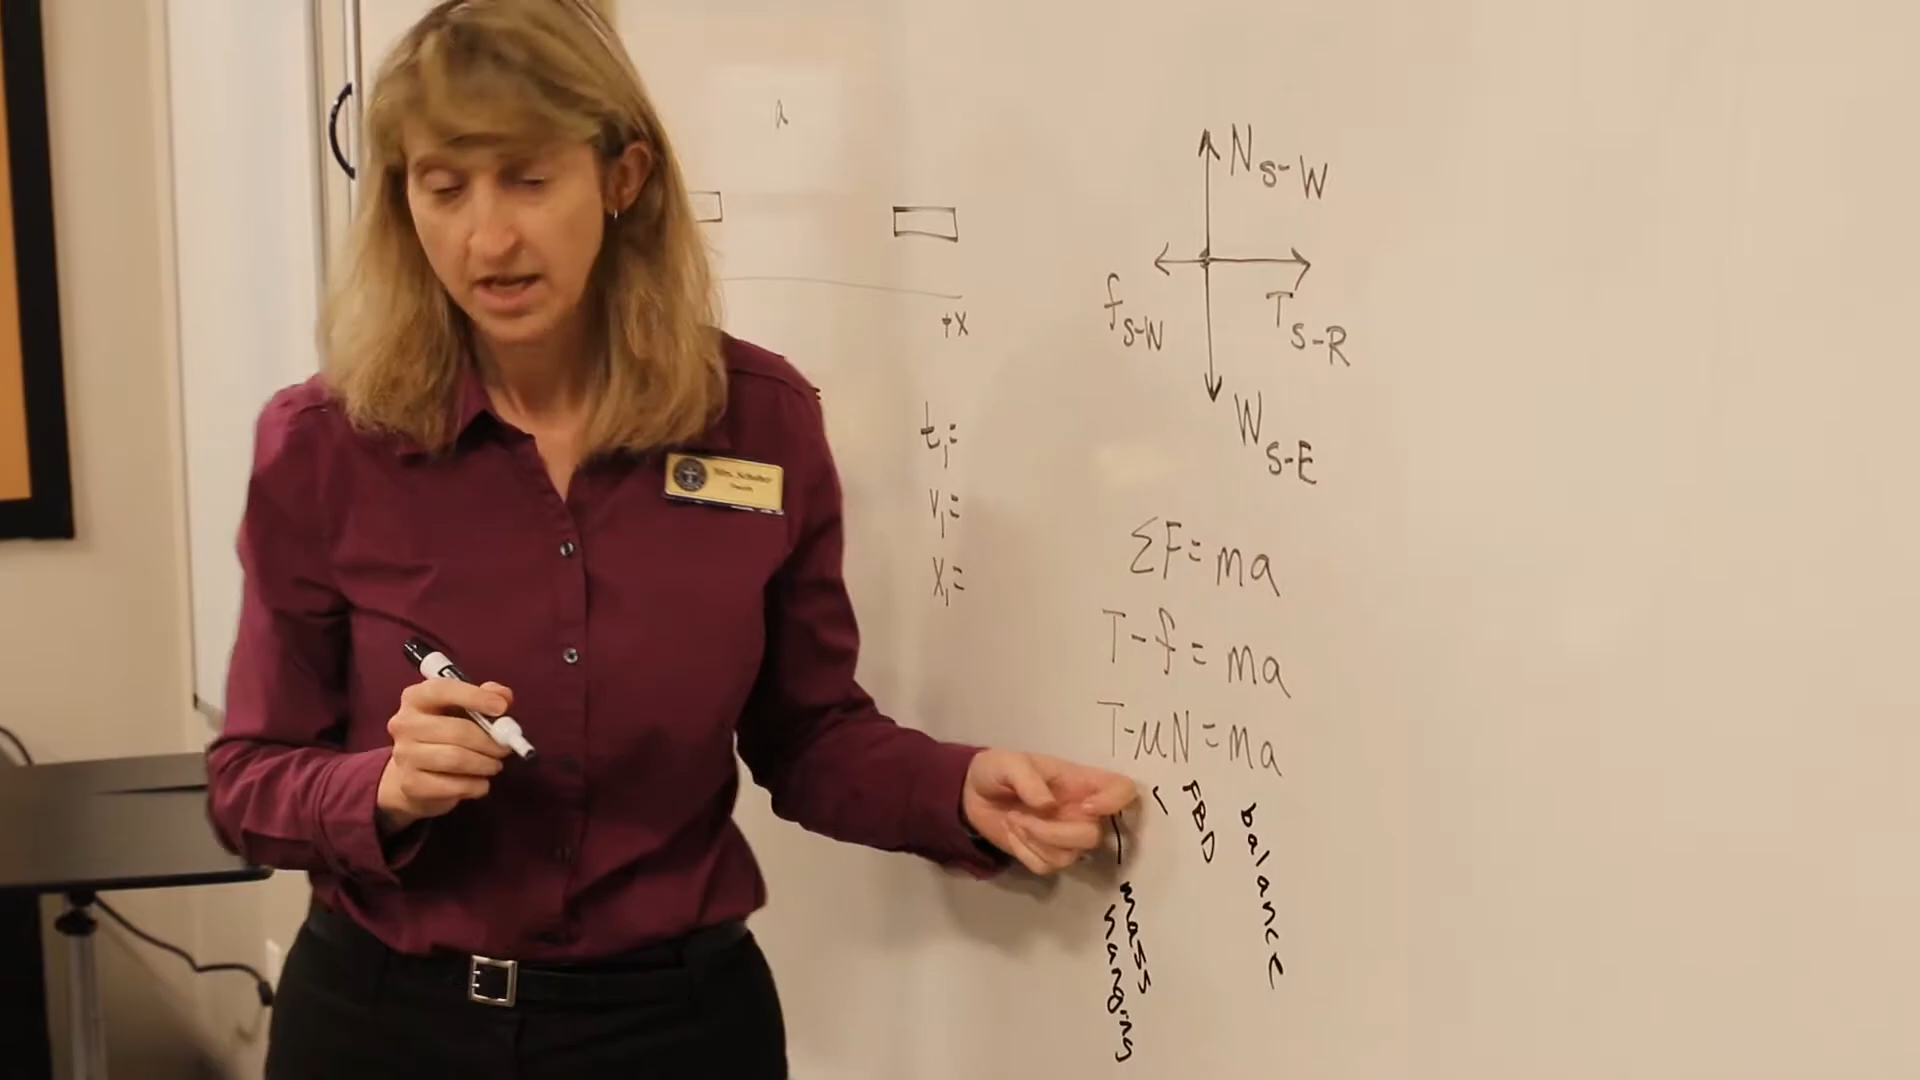 a
+x
t₁=
v₁=
x₁=
N S-W
f S-W
T S-R
W S-E
ΣF=ma
T-f=ma
T-μN=ma
FBD
balance
mass
hanging